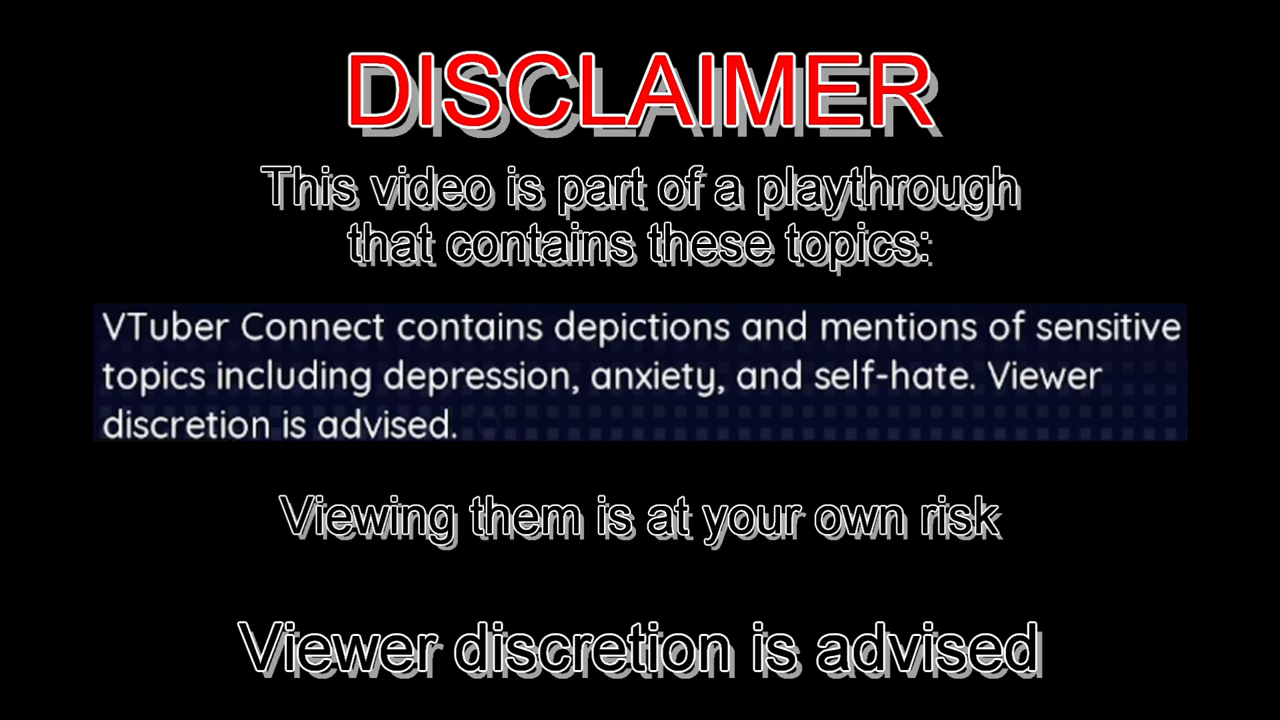 DISCLAIMER
This video is part of a playthrough
that contains these topics:
VTuber Connect contains depictions and mentions of sensitive
topics including depression, anxiety, and self-hate. Viewer
discretion is advised.
Viewing them is at your own risk
Viewer discretion is advised